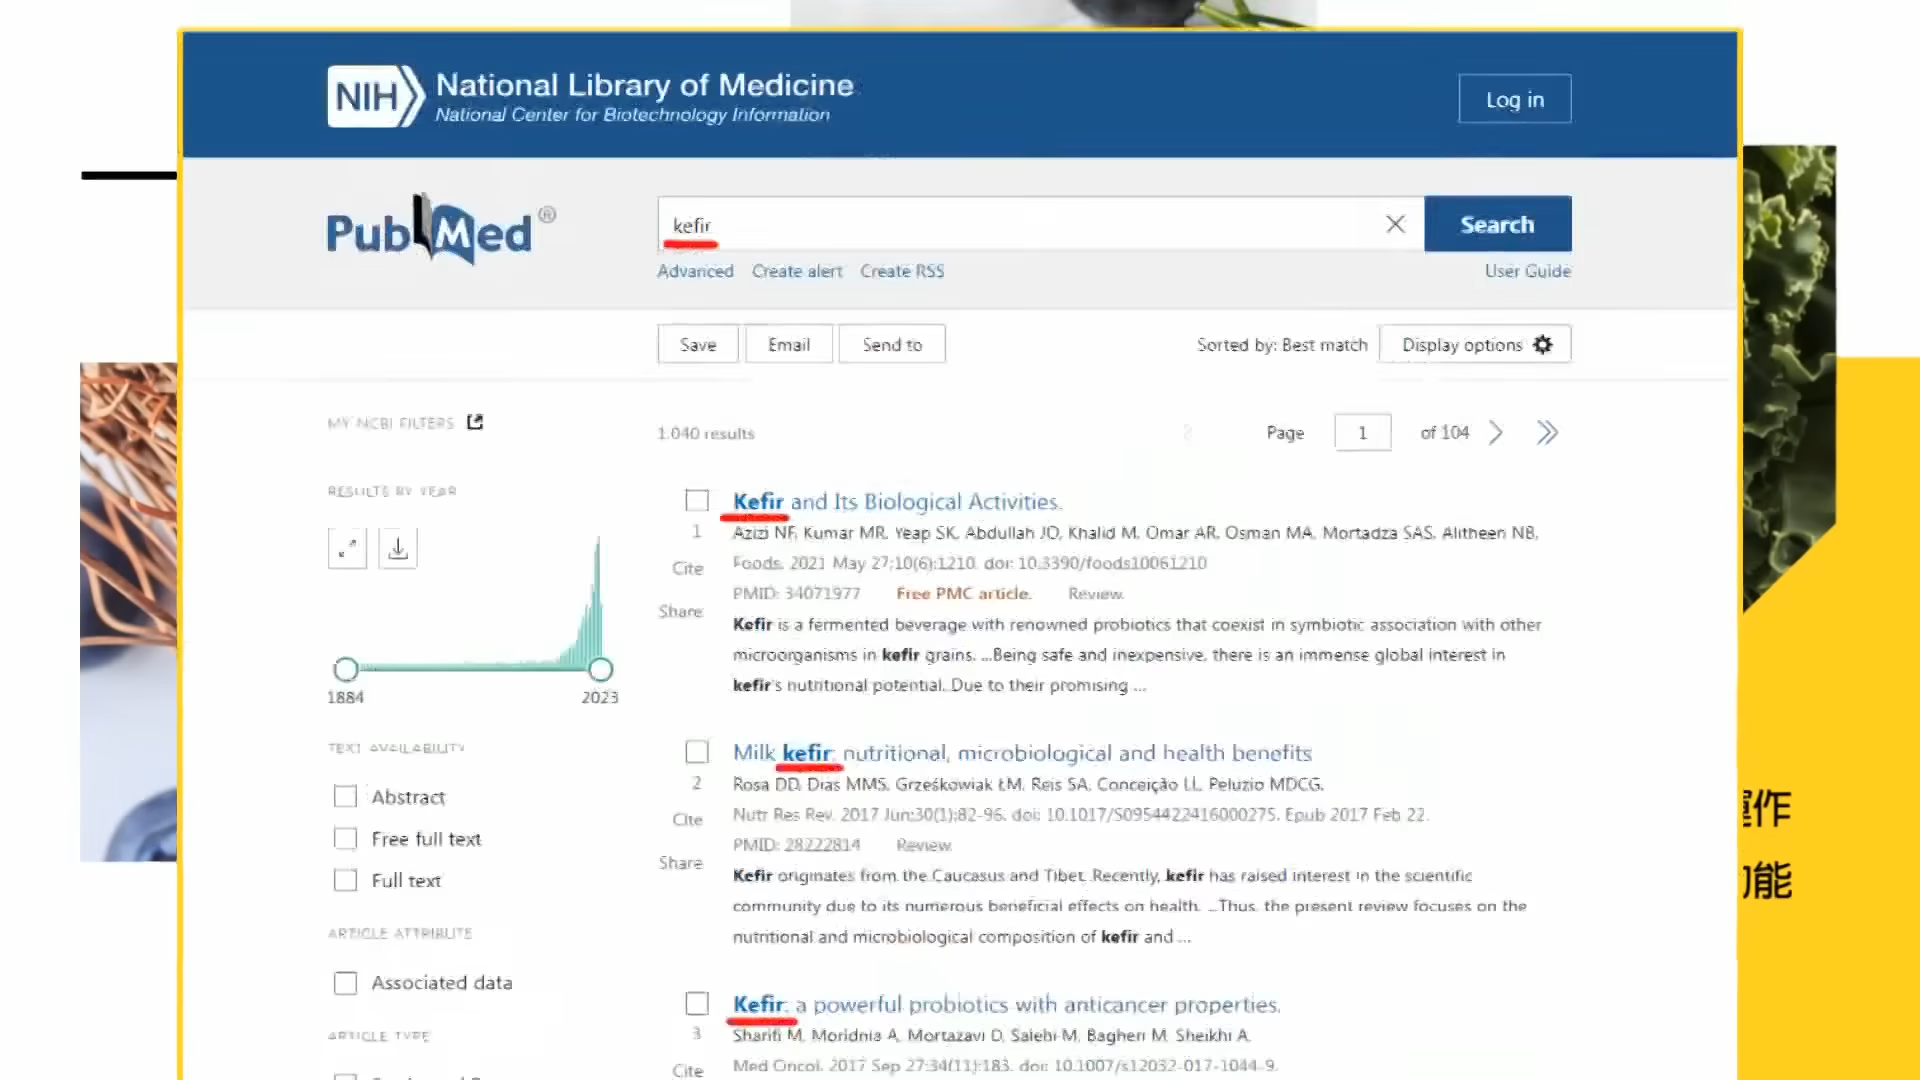 NIH National Library of Medicine
National Center for Biotechnology Information
Log in
PubMed®
kefir
Search
Advanced Create alert Create RSS
User Guide
Save Email Send to
Sorted by: Best match
Display options
MY NCBI FILTERS
1,040 results
Page 1 of 104
RESULTS BY YEAR
1884 2023
TEXT AVAILABILITY
Abstract
Free full text
Full text
ARTICLE ATTRIBUTE
Associated data
ARTICLE TYPE
Kefir and Its Biological Activities.
1
Azizi NF, Kumar MR, Yeap SK, Abdullah JO, Khalid M, Omar AR, Osman MA, Mortadza SAS, Alitheen NB.
Cite
Foods. 2021 May 27;10(6):1210. doi: 10.3390/foods10061210
PMID: 34071977 Free PMC article. Review.
Share
Kefir is a fermented beverage with renowned probiotics that coexist in symbiotic association with other
microorganisms in kefir grains. ...Being safe and inexpensive, there is an immense global interest in
kefir's nutritional potential. Due to their promising ...
Milk kefir: nutritional, microbiological and health benefits
2
Rosa DD, Dias MMS, Grześkowiak ŁM, Reis SA, Conceição LL, Peluzio MDCG.
Cite
Nutr Res Rev. 2017 Jun;30(1):82-96. doi: 10.1017/S0954422416000275. Epub 2017 Feb 22.
PMID: 28222814 Review.
Share
Kefir originates from the Caucasus and Tibet. Recently, kefir has raised interest in the scientific
community due to its numerous beneficial effects on health. ...Thus, the present review focuses on the
nutritional and microbiological composition of kefir and ...
Kefir: a powerful probiotics with anticancer properties.
3
Sharifi M, Moridnia A, Mortazavi D, Salehi M, Bagheri M, Sheikhi A.
Cite
Med Oncol. 2017 Sep 27;34(11):183. doi: 10.1007/s12032-017-1044-9.
作
能